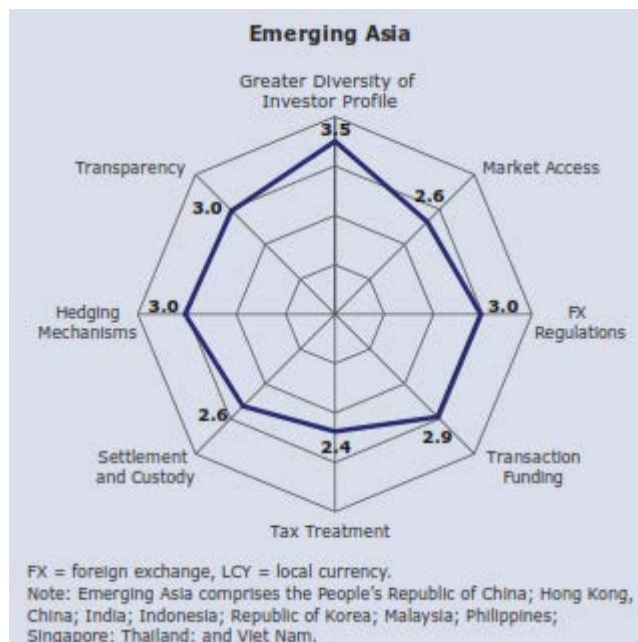 Emerging Asia
Greater Diversity of
Investor Profile
3.5
Transparency
Market Access
3.0
2.6
Hedging
Mechanisms
3.0
3.0
FX
Regulations
2.6
2.4
2.9
Settlement
and Custody
Transaction
Funding
Tax Treatment
FX = foreign exchange, LCY = local currency.
Note: Emerging Asia comprises the People's Republic of China; Hong Kong,
China; India; Indonesia; Republic of Korea; Malaysia; Philippines;
Singapore; Thailand; and Viet Nam.